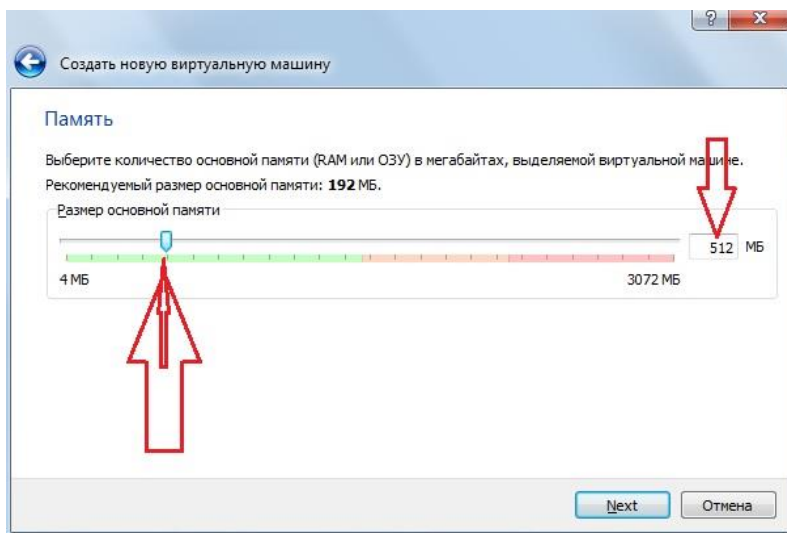 Создать новую виртуальную машину
Память
Выберите количество основной памяти (RAM или ОЗУ) в мегабайтах, выделяемой виртуальной машине.
Рекомендуемый размер основной памяти: 192 МБ.
Размер основной памяти
512 МБ
4 МБ 3072 МБ
Next Отмена